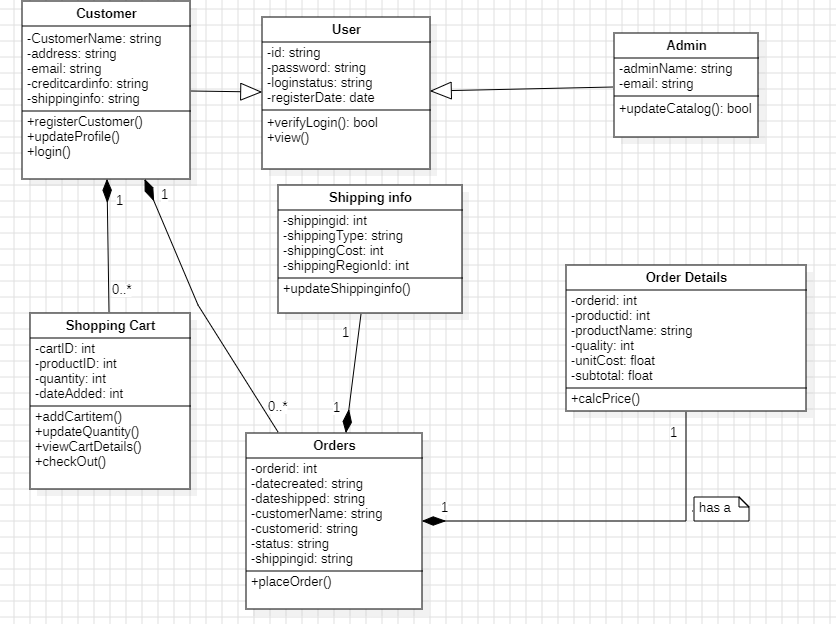 Customer
-CustomerName: string
-address: string
-email: string
-creditcardinfo: string
-shippinginfo: string
+registerCustomer()
+updateProfile()
+login()
User
-id: string
-password: string
-loginstatus: string
-registerDate: date
+verifyLogin(): bool
+view()
Admin
-adminName: string
-email: string
+updateCatalog(): bool
1
1
0..*
0..*
Shipping info
-shippingid: int
-shippingType: string
-shippingCost: int
-shippingRegionId: int
+updateShippinginfo()
1
1
Order Details
-orderid: int
-productid: int
-productName: string
-quality: int
-unitCost: float
-subtotal: float
+calcPrice()
1
has a
1
Shopping Cart
-cartID: int
-productID: int
-quantity: int
-dateAdded: int
+addCartitem()
+updateQuantity()
+viewCartDetails()
+checkOut()
Orders
-orderid: int
-datecreated: string
-dateshipped: string
-customerName: string
-customerid: string
-status: string
-shippingid: string
+placeOrder()